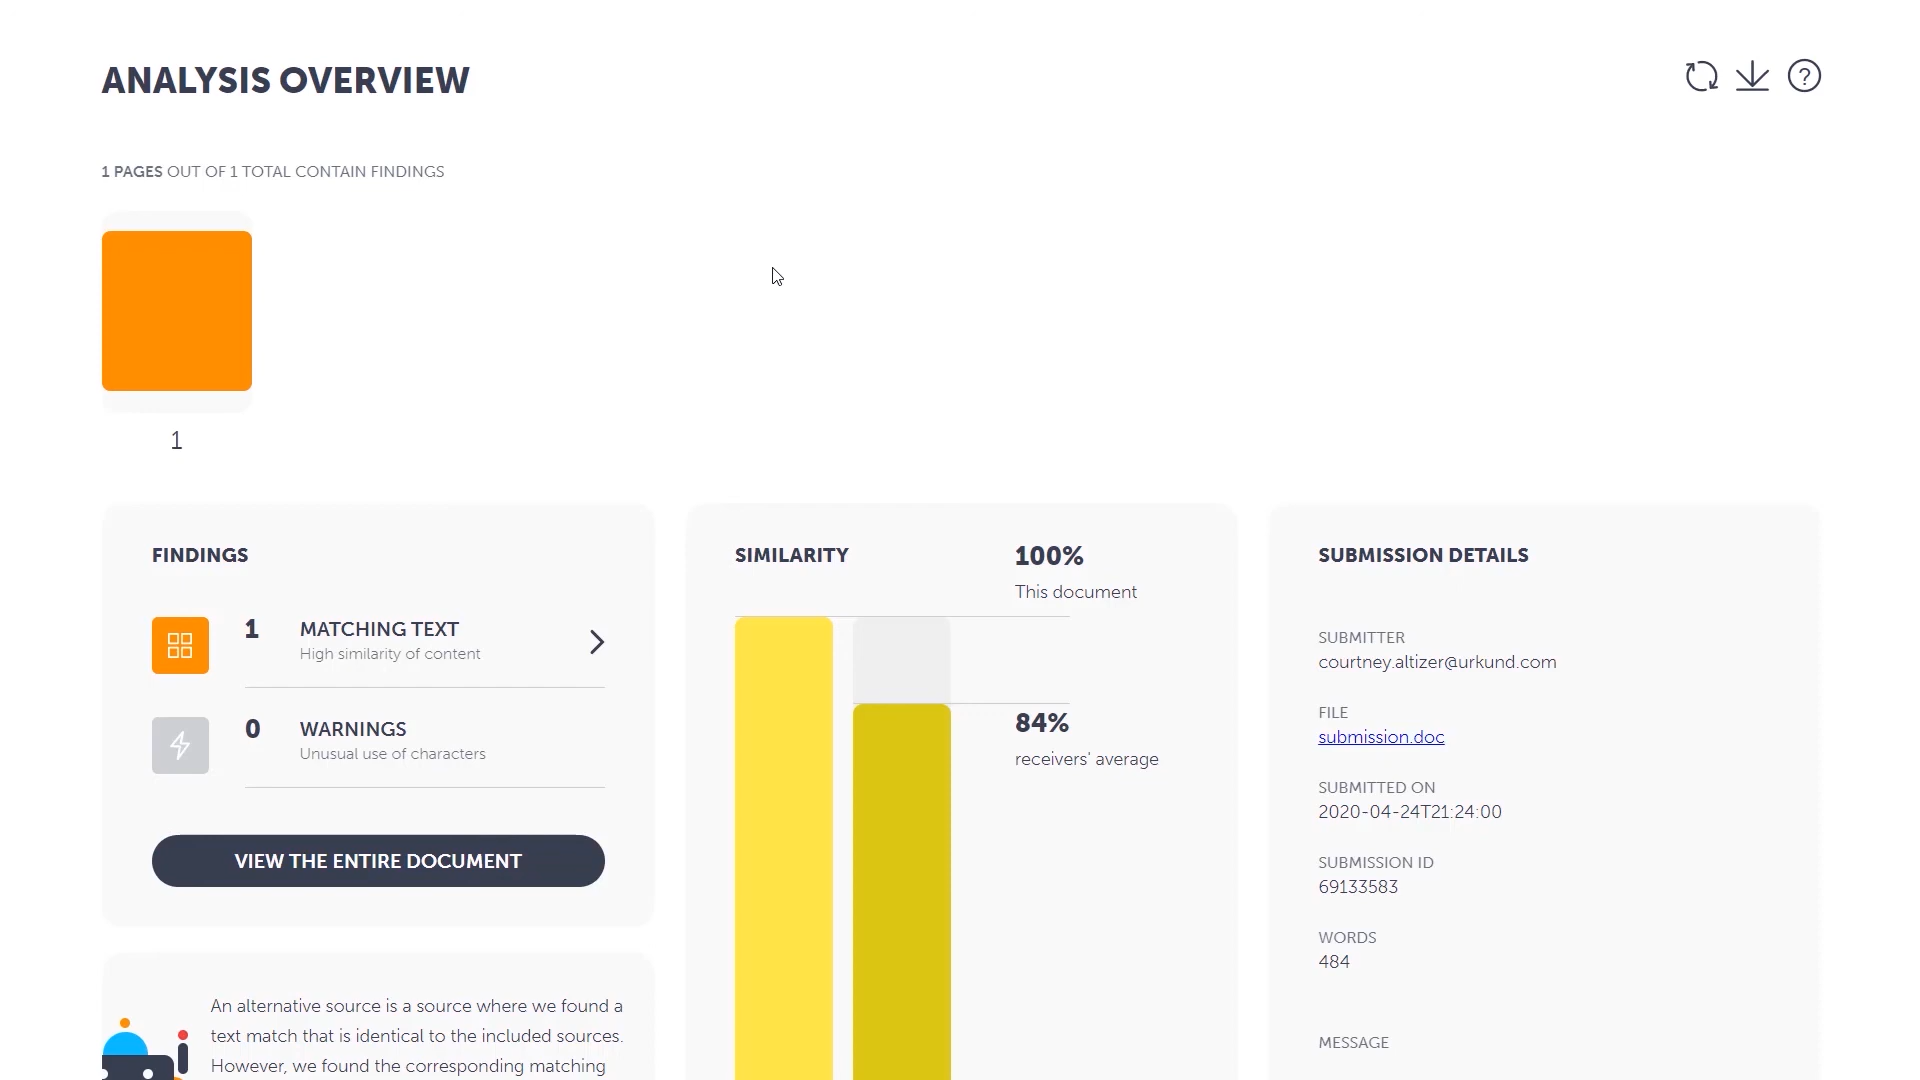 ANALYSIS OVERVIEW
?
1 PAGES OUT OF 1 TOTAL CONTAIN FINDINGS
1
FINDINGS
1 MATCHING TEXT
High similarity of content
0 WARNINGS
Unusual use of characters
VIEW THE ENTIRE DOCUMENT
An alternative source is a source where we found a
text match that is identical to the included sources.
However, we found the corresponding matching
SIMILARITY
100%
This document
84%
receivers' average
SUBMISSION DETAILS
SUBMITTER
courtney.altizer@urkund.com
FILE
submission.doc
SUBMITTED ON
2020-04-24T21:24:00
SUBMISSION ID
69133583
WORDS
484
MESSAGE